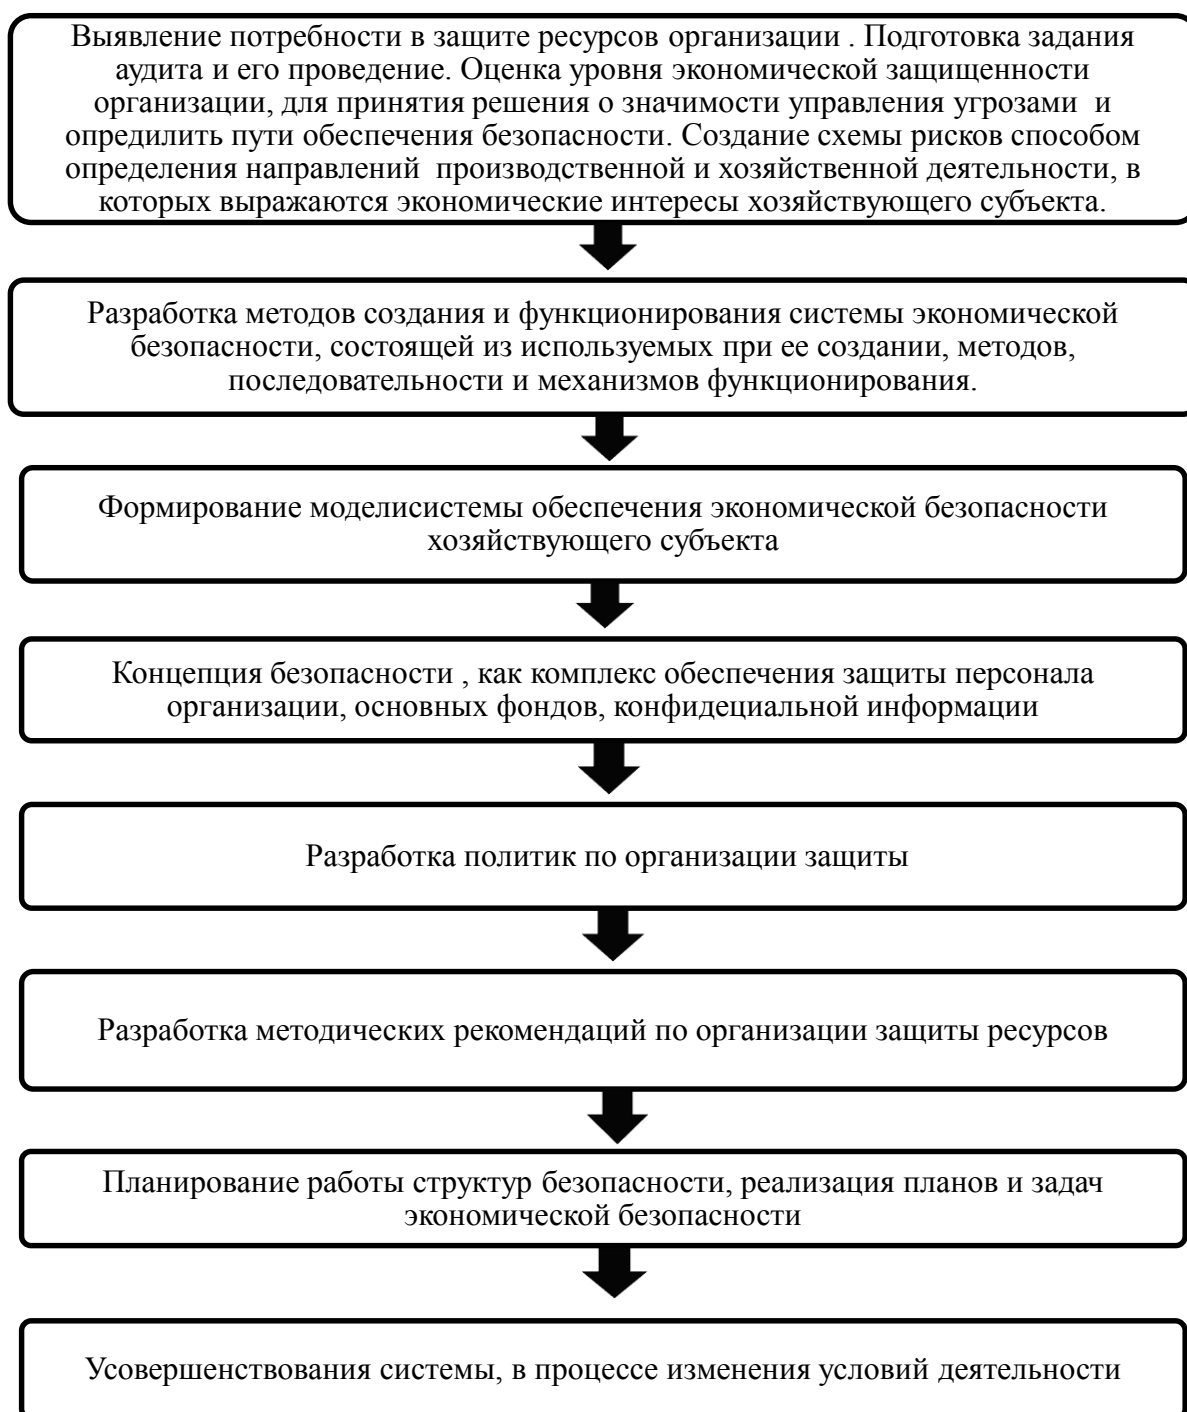 Выявление потребности в защите ресурсов организации . Подготовка задания
аудита и его проведение. Оценка уровня экономической защищенности
организации, для принятия решения о значимости управления угрозами и
опредилить пути обеспечения безопасности. Создание схемы рисков способом
определения направлений производственной и хозяйственной деятельности, в
которых выражаются экономические интересы хозяйствующего субъекта.
Разработка методов создания и функционирования системы экономической
безопасности, состоящей из используемых при ее создании, методов,
последовательности и механизмов функционирования.
Формирование моделисистемы обеспечения экономической безопасности
хозяйствующего субъекта
Концепция безопасности , как комплекс обеспечения защиты персонала
организации, основных фондов, конфидециальной информации
Разработка политик по организации защиты
Разработка методических рекомендаций по организации защиты ресурсов
Планирование работы структур безопасности, реализация планов и задач
экономической безопасности
Усовершенствования системы, в процессе изменения условий деятельности